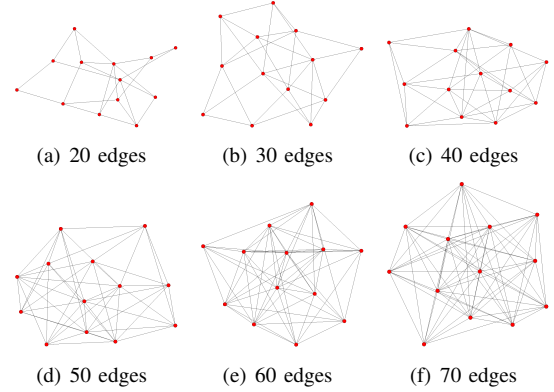 (a) 20 edges
(b) 30 edges
(c) 40 edges
(d) 50 edges
(e) 60 edges
(f) 70 edges